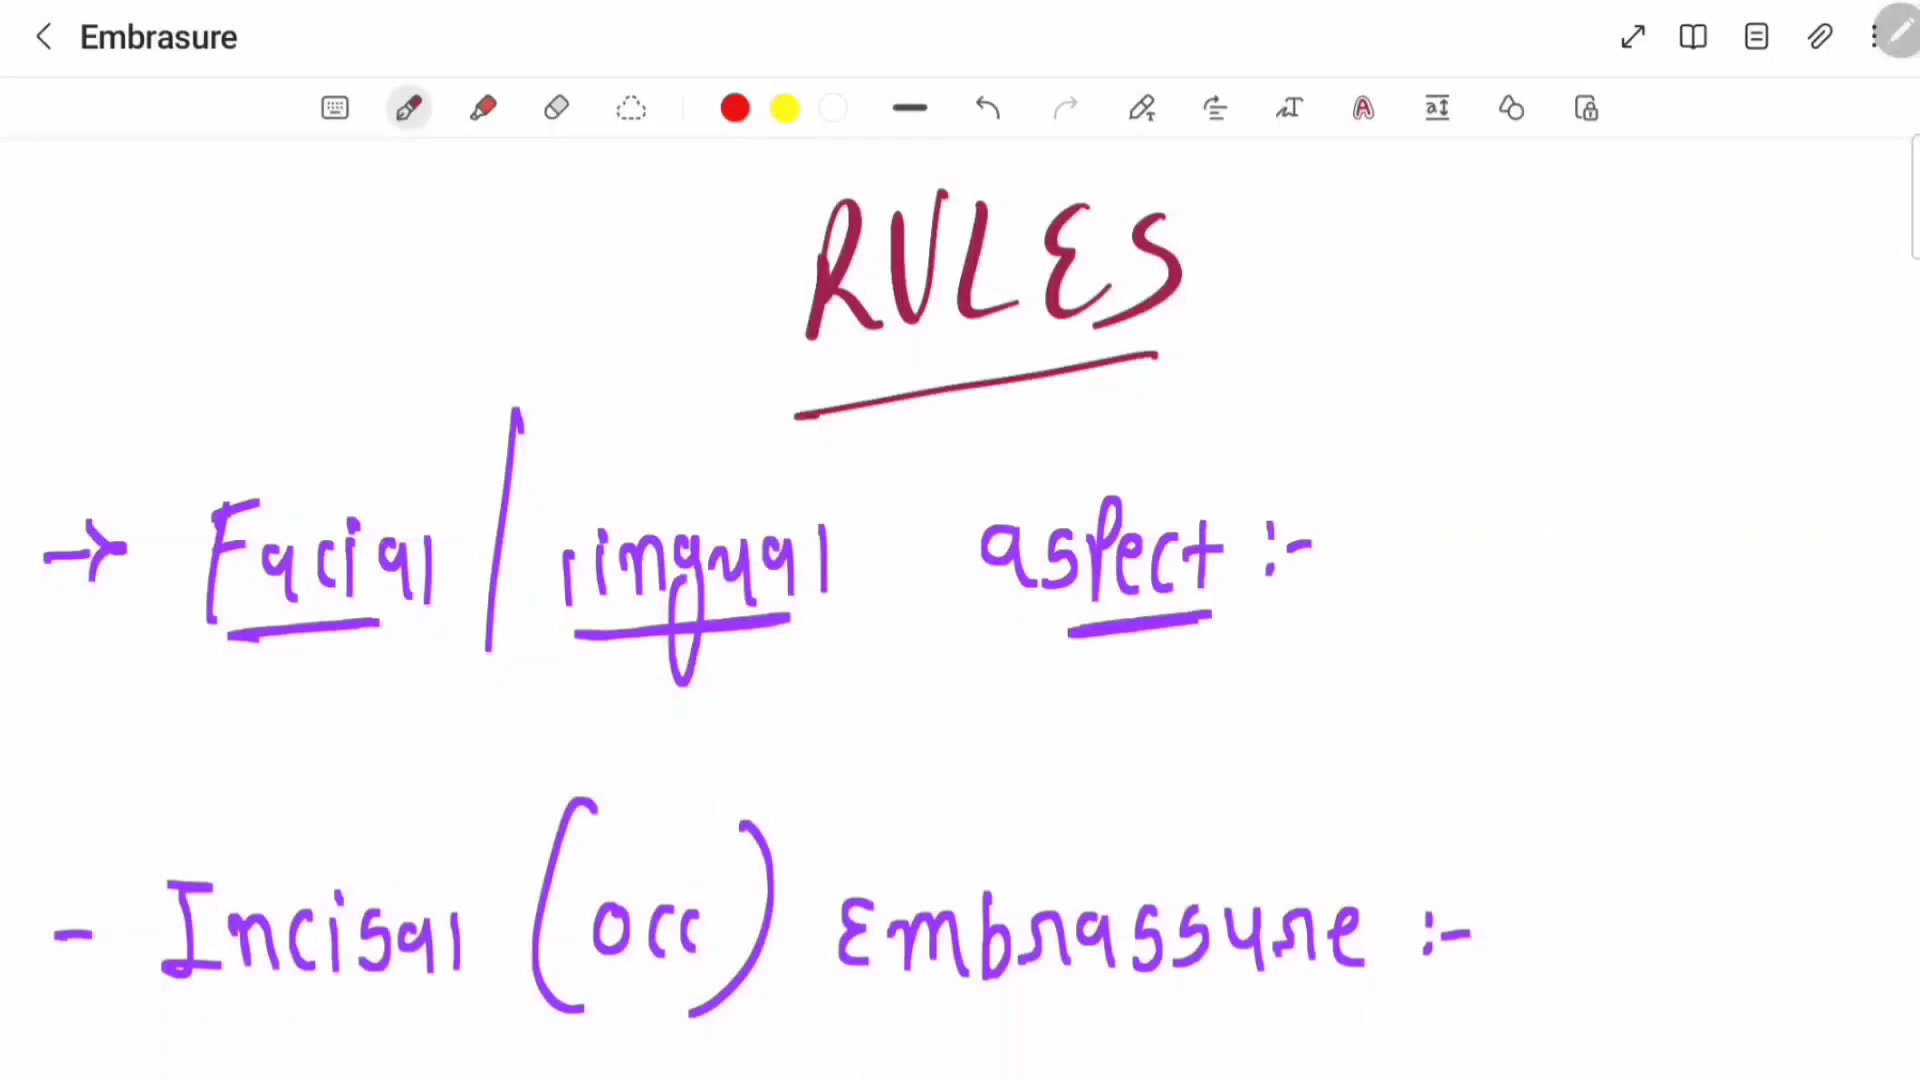 Embrasure
RULES
→ Facial / lingual aspect :-
- Incisal (occ) Embrassure :-